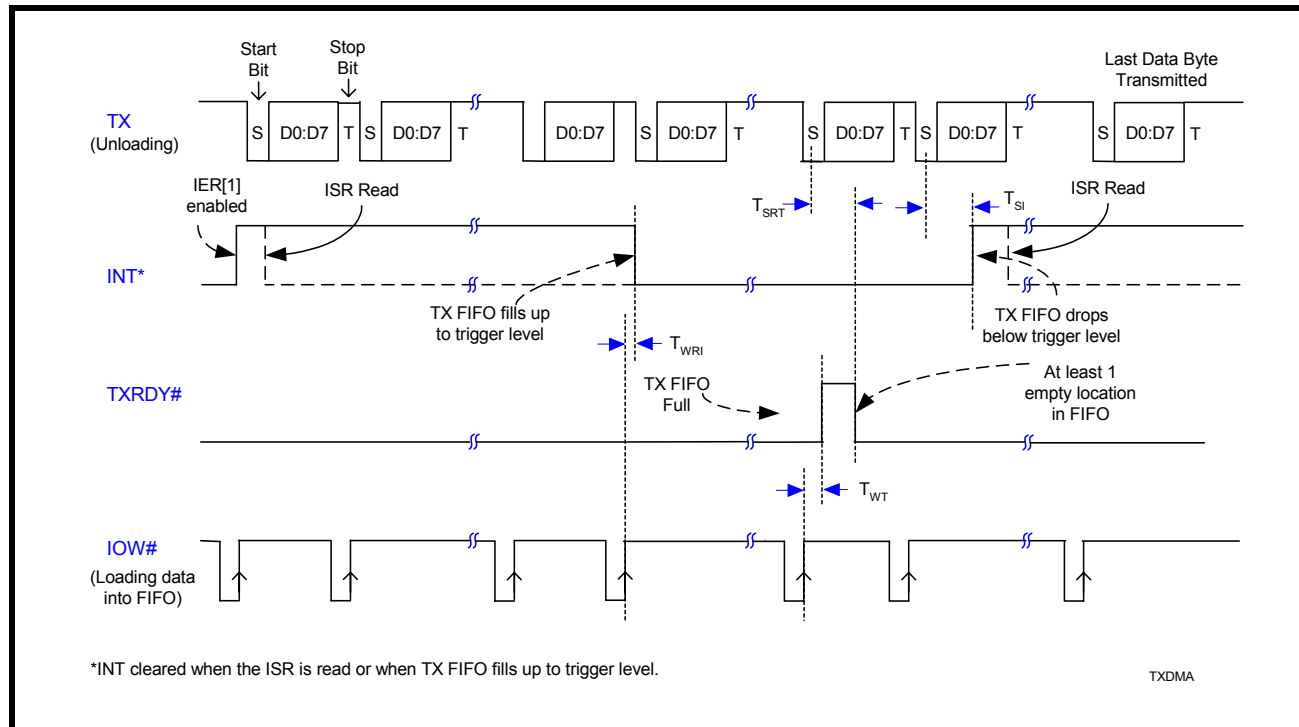 Start
Bit
Stop
Bit
Last Data Byte
Transmitted
TX
(Unloading)
S D0:D7 T S D0:D7 T D0:D7 S D0:D7 T S D0:D7 T S D0:D7 T S D0:D7 T
IER[1]
enabled
ISR Read
TSRT
TSI
ISR Read
INT*
TX FIFO fills up
to trigger level
TX FIFO drops
below trigger level
TWRI
TXRDY#
TX FIFO
Full
At least 1
empty location
in FIFO
TWT
IOW#
(Loading data
into FIFO)
*INT cleared when the ISR is read or when TX FIFO fills up to trigger level.
TXDMA